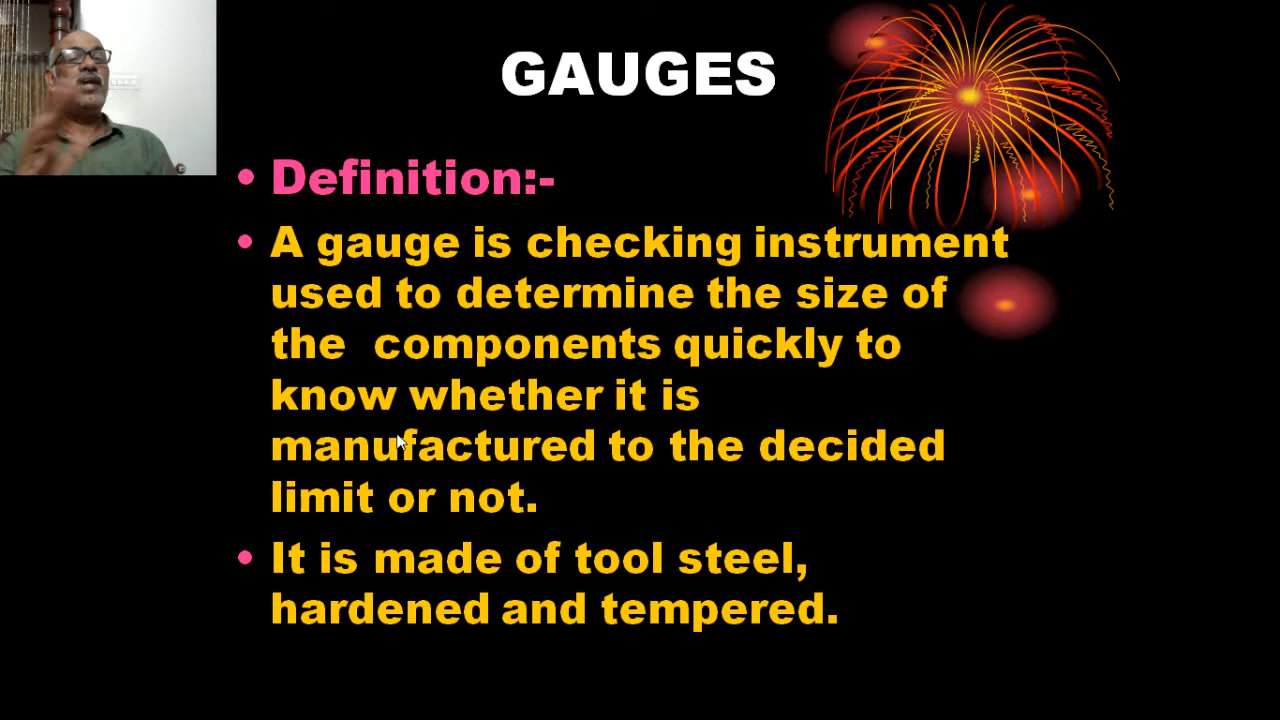 GAUGES
• Definition:-
• A gauge is checking instrument
used to determine the size of
the  components quickly to
know whether it is
manufactured to the decided
limit or not.
• It is made of tool steel,
hardened and tempered.